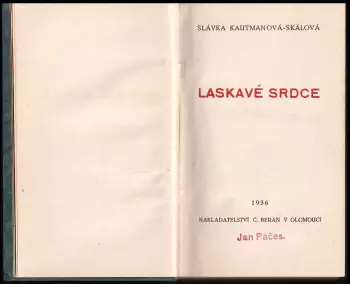 SLÁVKA KAUTMANOVÁ-SKÁLOVÁ
LASKAVÉ SRDCE
1936
NAKLADATELSTVÍ Č. BERAN V OLOMOUCI
Jan Pačes.